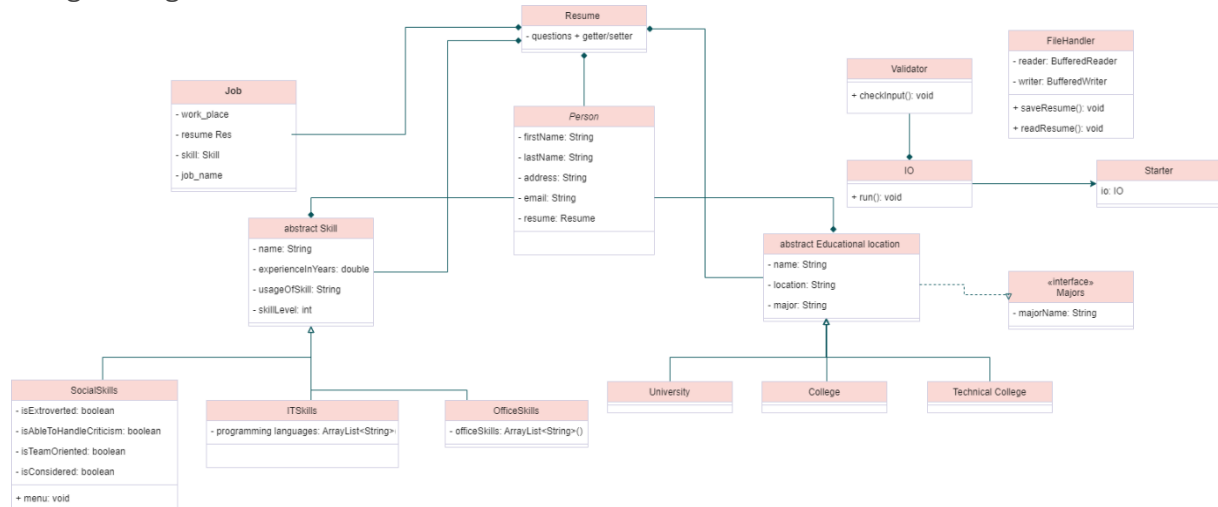 Resume
- questions + getter/setter
FileHandler
- reader: BufferedReader
- writer: BufferedWriter
+ saveResume(): void
+ readResume(): void
Validator
+ checkInput(): void
Job
- work_place
- resume Res
- skill: Skill
- job_name
Person
- firstName: String
- lastName: String
- address: String
- email: String
- resume: Resume
IO
+ run(): void
Starter
io: IO
abstract Skill
- name: String
- experienceInYears: double
- usageOfSkill: String
- skillLevel: int
abstract Educational location
- name: String
- location: String
- major: String
«interface»
Majors
- majorName: String
SocialSkills
- isExtroverted: boolean
- isAbleToHandleCriticism: boolean
- isTeamOriented: boolean
- isConsidered: boolean
+ menu: void
ITSkills
- programming languages: ArrayList<String>(
OfficeSkills
- officeSkills: ArrayList<String>()
University
College
Technical College